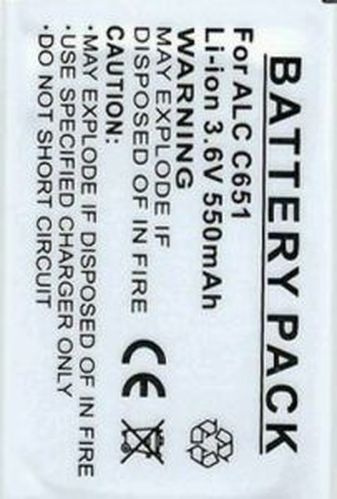 BATTERY PACK
For ALC C651
Li-ion 3.6V 550mAh
WARNING
MAY EXPLODE IF
DISPOSED OF IN FIRE
CAUTION:
·MAY EXPLODE IF DISPOSED OF IN FIRE
·USE SPECIFIED CHARGER ONLY
·DO NOT SHORT CIRCUIT
CE